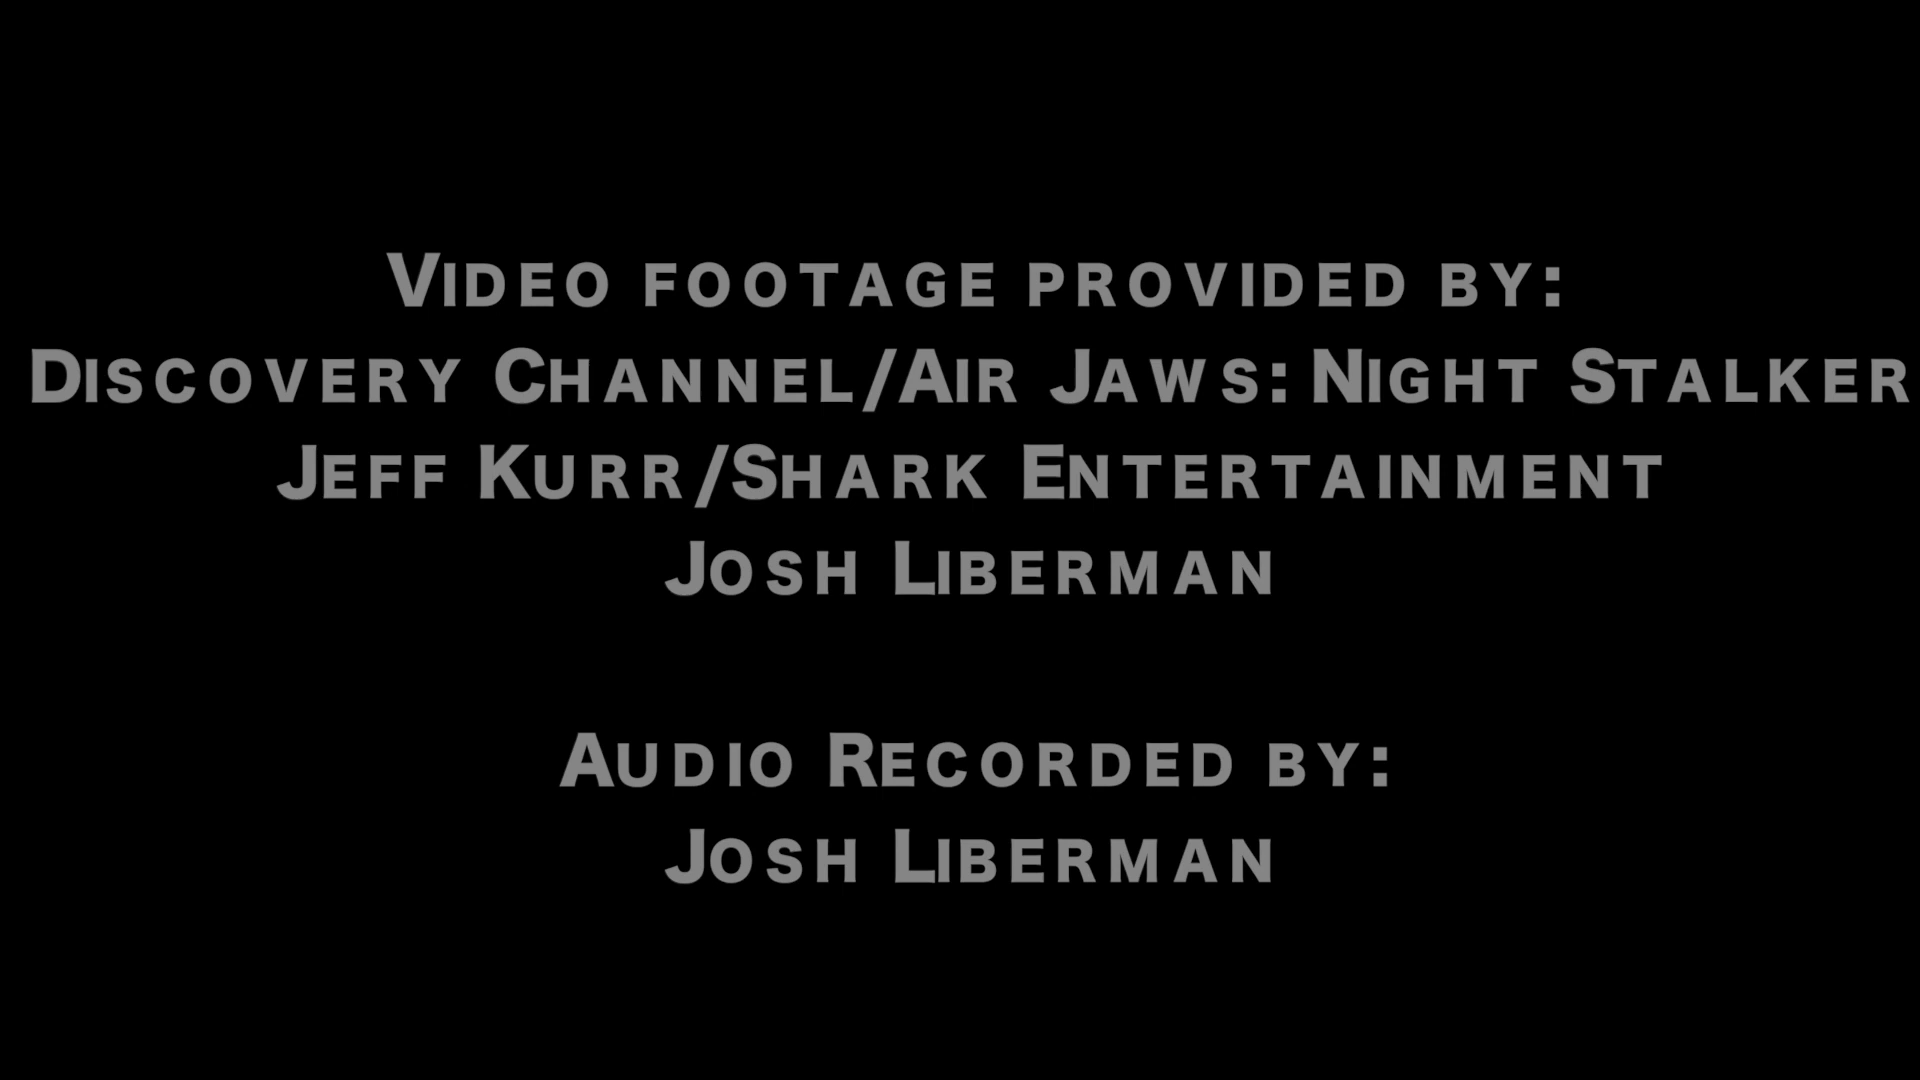 Video footage provided by:
Discovery Channel/Air Jaws: Night Stalker
Jeff Kurr/Shark Entertainment
Josh Liberman
Audio Recorded by:
Josh Liberman